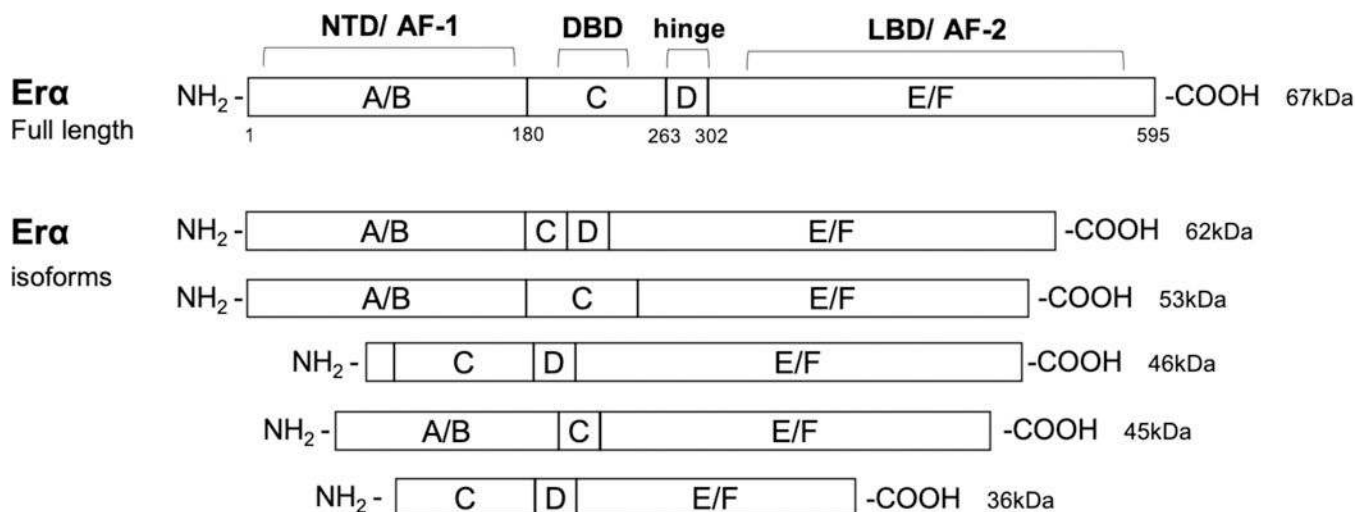 NTD/ AF-1 DBD hinge LBD/ AF-2
Erα NH2 - A/B C D E/F -COOH 67kDa
Full length
1 180 263 302 595
Erα NH2 - A/B C D E/F -COOH 62kDa
isoforms
NH2 - A/B C E/F -COOH 53kDa
NH2 - C D E/F -COOH 46kDa
NH2 - A/B C E/F -COOH 45kDa
NH2 - C D E/F -COOH 36kDa